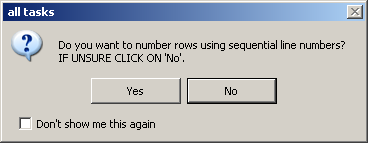 all tasks
Do you want to number rows using sequential line numbers?
IF UNSURE CLICK ON 'No'.
Yes No
Don't show me this again